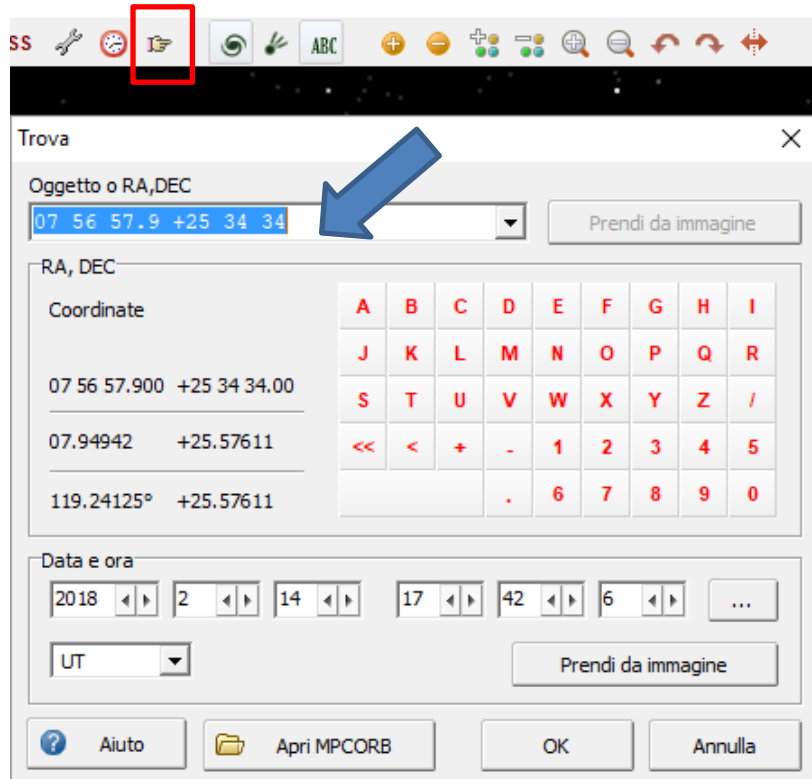 SS ABC
Trova
Oggetto o RA,DEC
07 56 57.9 +25 34 34
Prendi da immagine
RA, DEC
Coordinate
07 56 57.900 +25 34 34.00
07.94942 +25.57611
119.24125° +25.57611
A B C D E F G H I
J K L M N O P Q R
S T U V W X Y Z /
<< < + - 1 2 3 4 5
. 6 7 8 9 0
Data e ora
2018 2 14 17 42 6 ...
UT
Prendi da immagine
Aiuto Apri MPCORB OK Annulla